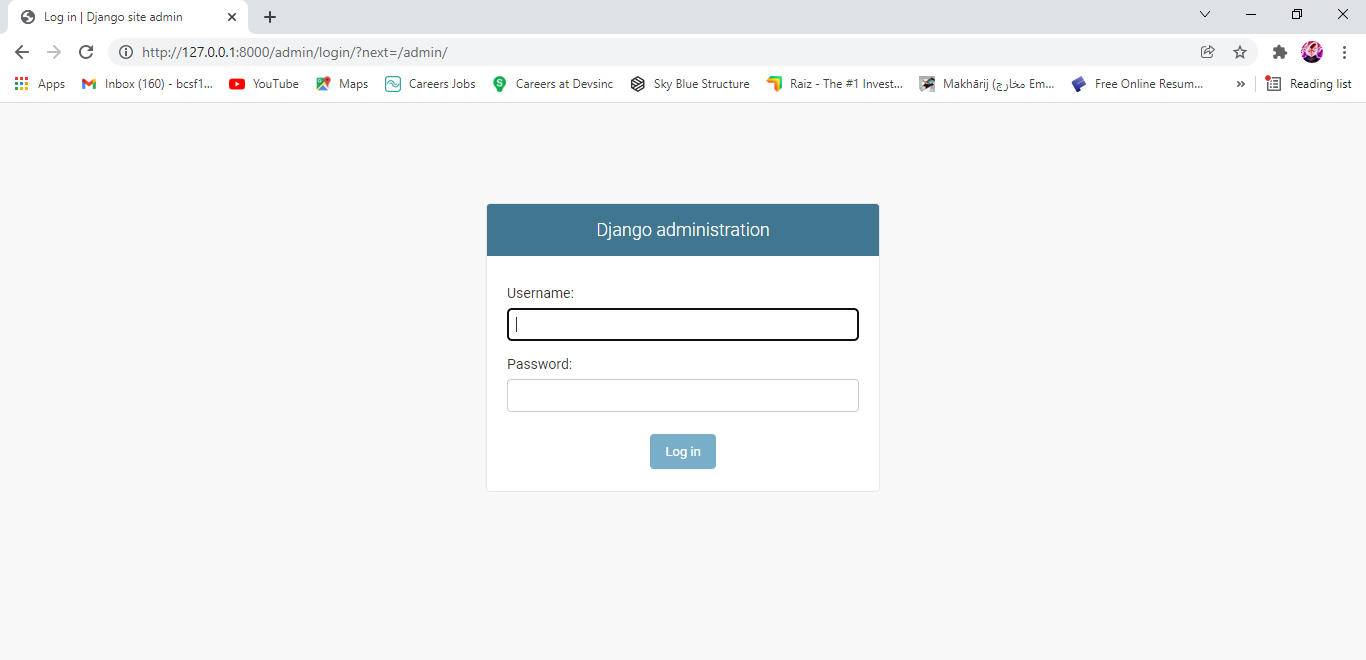 Log in | Django site admin
http://127.0.0.1:8000/admin/login/?next=/admin/
Apps Inbox (160) - bcsf1... YouTube Maps Careers Jobs Careers at Devsinc Sky Blue Structure Raiz - The #1 Invest... Makhārij (مخارج) Em... Free Online Resum... » Reading list
Django administration
Username:
Password:
Log in